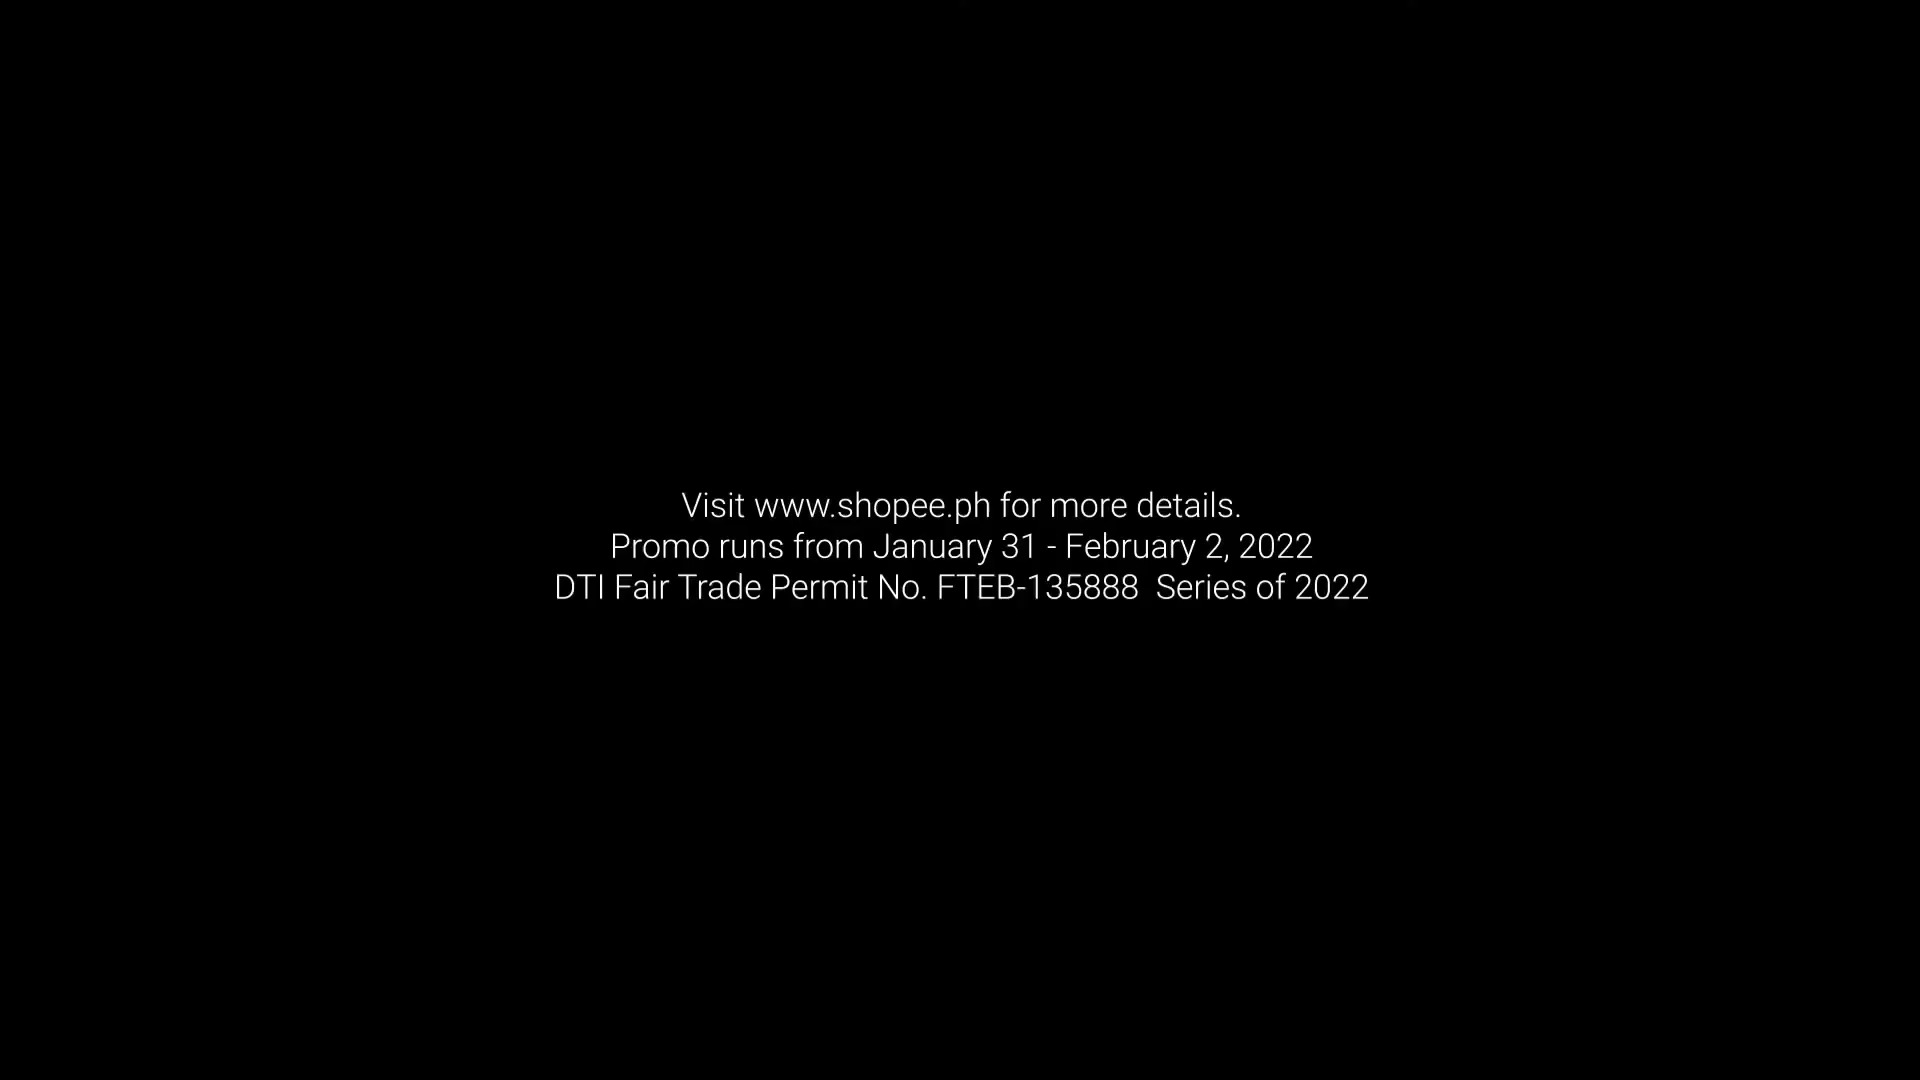 Visit www.shopee.ph for more details.
Promo runs from January 31 - February 2, 2022
DTI Fair Trade Permit No. FTEB-135888  Series of 2022